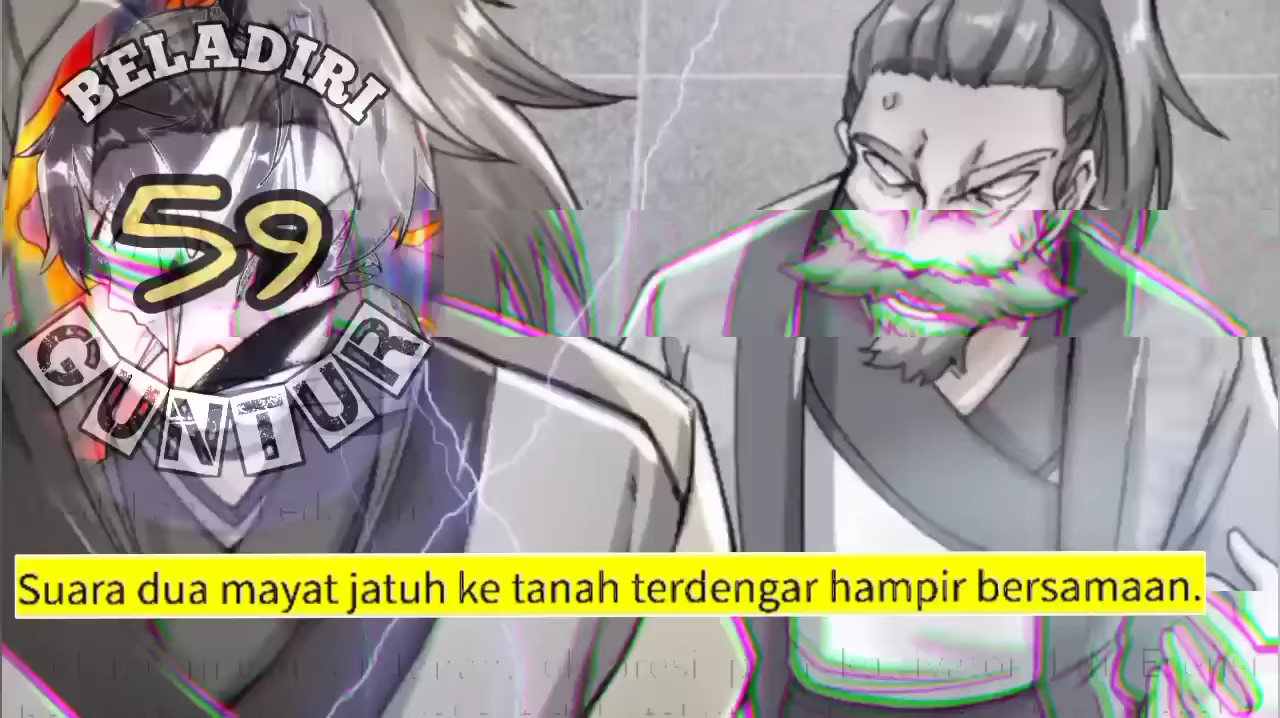 BELADIRI
59
GUNTUR
Suara dua mayat jatuh ke tanah terdengar hampir bersamaan.